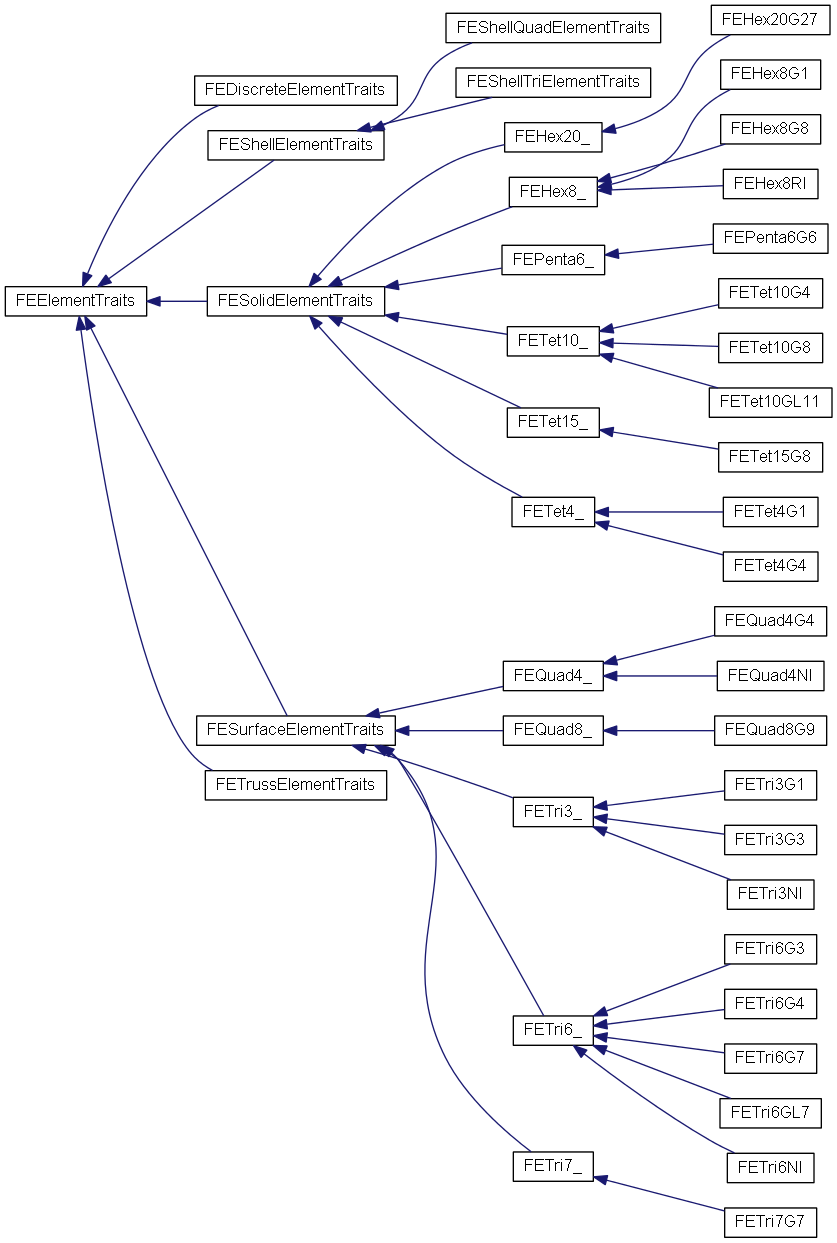 FEShellQuadElementTraits
FEHex20G27
FEDiscreteElementTraits
FEShellTriElementTraits
FEHex8G1
FEShellElementTraits
FEHex20_
FEHex8G8
FEHex8_
FEHex8RI
FEPenta6_
FEPenta6G6
FEElementTraits
FESolidElementTraits
FETet10G4
FETet10_
FETet10G8
FETet10GL11
FETet15_
FETet15G8
FETet4_
FETet4G1
FETet4G4
FEQuad4G4
FEQuad4_
FEQuad4NI
FESurfaceElementTraits
FEQuad8_
FEQuad8G9
FETrussElementTraits
FETri3G1
FETri3_
FETri3G3
FETri3NI
FETri6G3
FETri6G4
FETri6_
FETri6G7
FETri6GL7
FETri7_
FETri6NI
FETri7G7